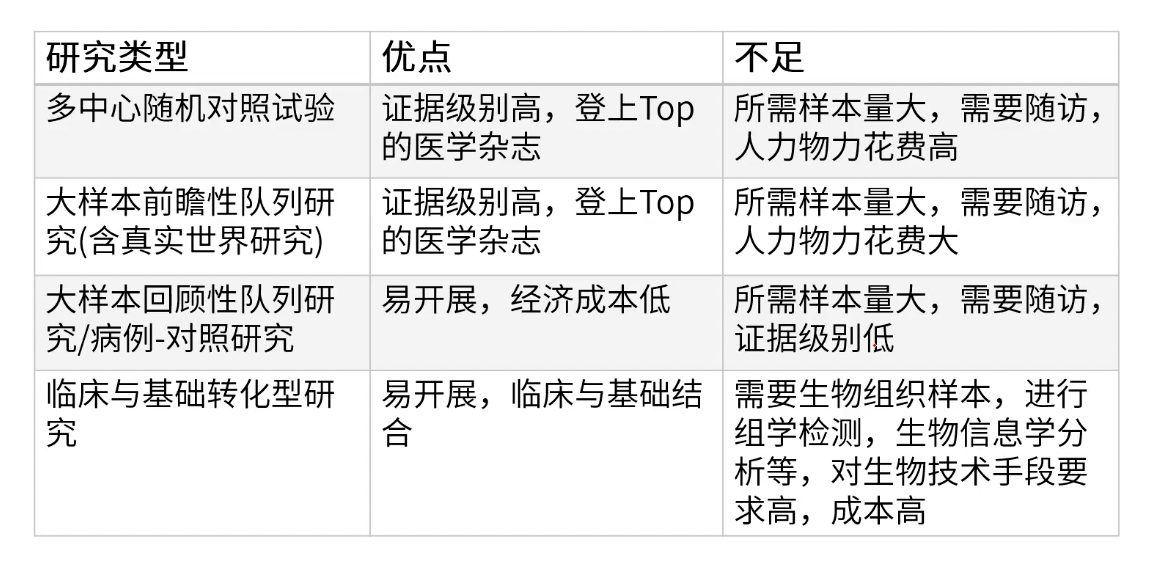 研究类型
优点
不足
多中心随机对照试验
证据级别高，登上Top
的医学杂志
所需样本量大，需要随访，
人力物力花费高
大样本前瞻性队列研
究(含真实世界研究)
证据级别高，登上Top
的医学杂志
所需样本量大，需要随访，
人力物力花费大
大样本回顾性队列研
究/病例-对照研究
易开展，经济成本低
所需样本量大，需要随访，
证据级别低
临床与基础转化型研
究
易开展，临床与基础结
合
需要生物组织样本，进行
组学检测，生物信息学分
析等，对生物技术手段要
求高，成本高